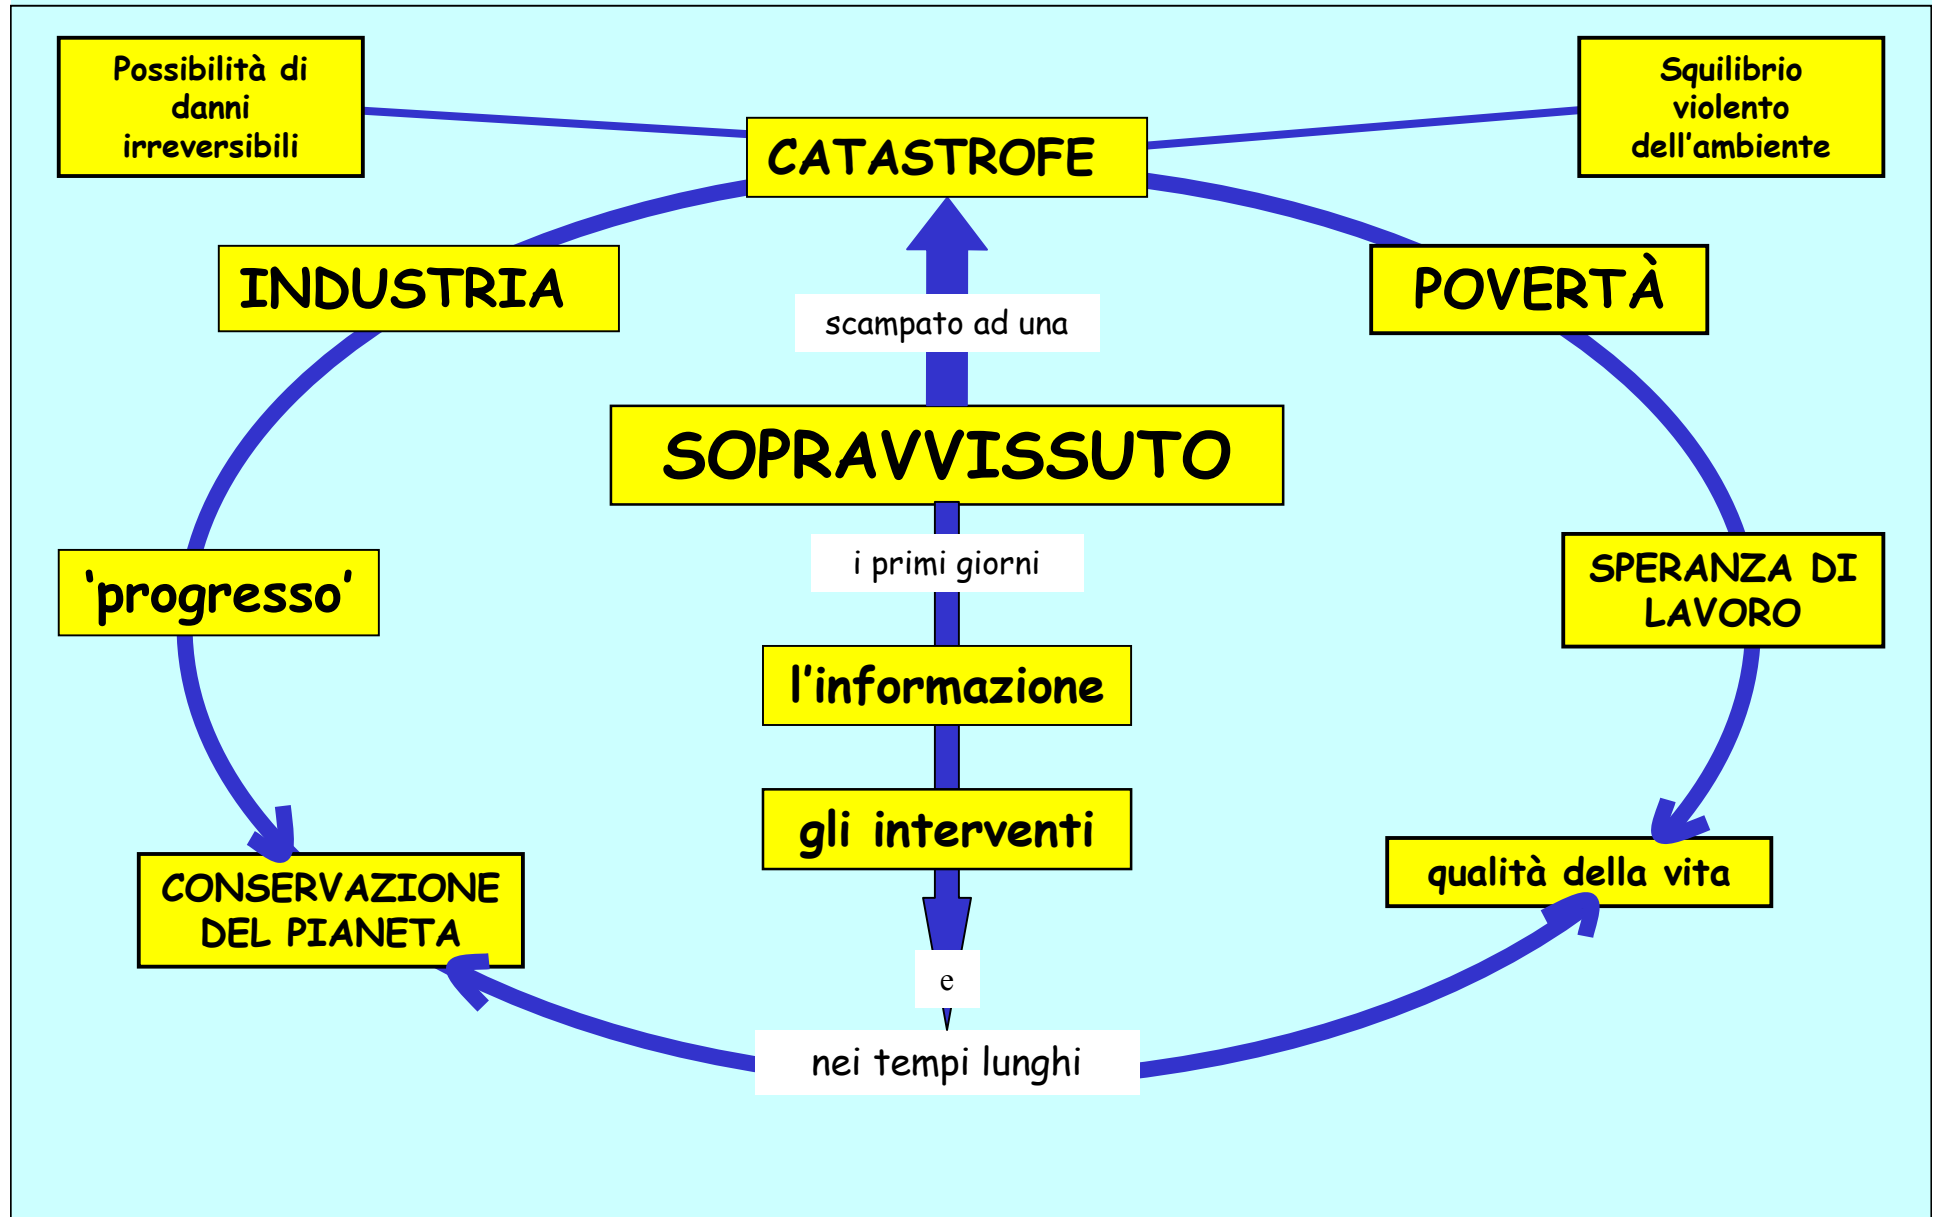 Possibilità di
danni
irreversibili
Squilibrio
violento
dell'ambiente
CATASTROFE
INDUSTRIA
POVERTÀ
scampato ad una
SOPRAVVISSUTO
i primi giorni
'progresso'
SPERANZA DI
LAVORO
l'informazione
gli interventi
CONSERVAZIONE
DEL PIANETA
qualità della vita
e
nei tempi lunghi